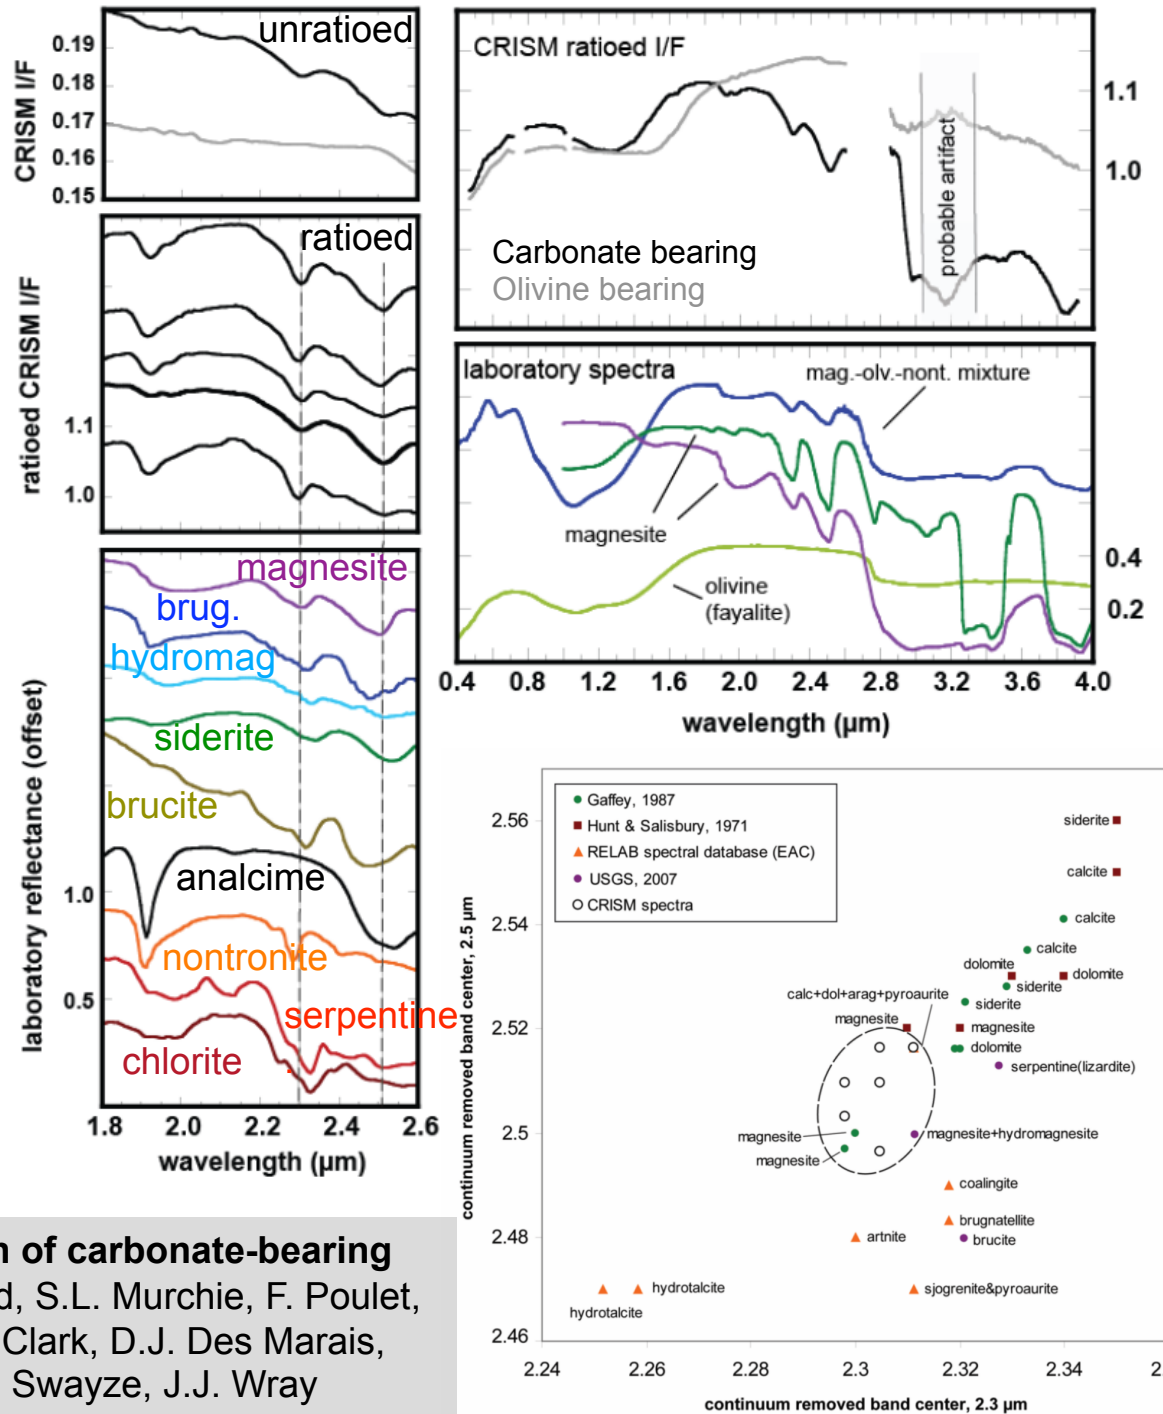 unratioed
CRISM I/F
0.19
0.18
0.17
0.16
0.15
ratioed
ratioed CRISM I/F
1.1
1.0
magnesite
brug.
hydromag
siderite
brucite
analcime
nontronite
serpentine
chlorite
laboratory reflectance (offset)
1.0
0.5
1.8 2.0 2.2 2.4 2.6
wavelength (µm)
CRISM ratioed I/F
1.1
1.0
probable artifact
Carbonate bearing
Olivine bearing
laboratory spectra
mag.-olv.-nont. mixture
magnesite
olivine
(fayalite)
0.4
0.2
0.4 0.8 1.2 1.6 2.0 2.4 2.8 3.2 3.6 4.0
wavelength (µm)
Gaffey, 1987
Hunt & Salisbury, 1971
RELAB spectral database (EAC)
USGS, 2007
CRISM spectra
continuum removed band center, 2.5 µm
2.56
2.54
2.52
2.5
2.48
2.46
siderite
calcite
calcite
calcite
dolomite
dolomite
siderite
calc+dol+arag+pyroaurite
siderite
magnesite
magnesite
dolomite
serpentine(lizardite)
magnesite
magnesite+hydromagnesite
magnesite
coalingite
brugnatellite
artnite
brucite
hydrotalcite
sjogrenite&pyroaurite
hydrotalcite
2.24 2.26 2.28 2.3 2.32 2.34 2.
continuum removed band center, 2.3 µm
n of carbonate-bearing
d, S.L. Murchie, F. Poulet,
Clark, D.J. Des Marais,
Swayze, J.J. Wray